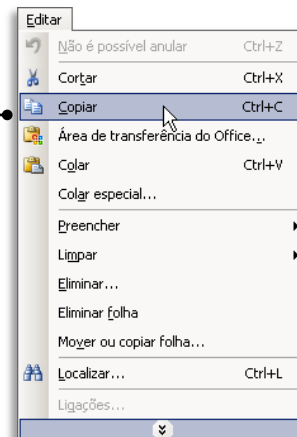 Editar
Não é possível anular Ctrl+Z
Cortar Ctrl+X
Copiar Ctrl+C
Área de transferência do Office...
Colar Ctrl+V
Colar especial...
Preencher
Limpar
Eliminar...
Eliminar folha
Mover ou copiar folha...
Localizar... Ctrl+L
Ligações...